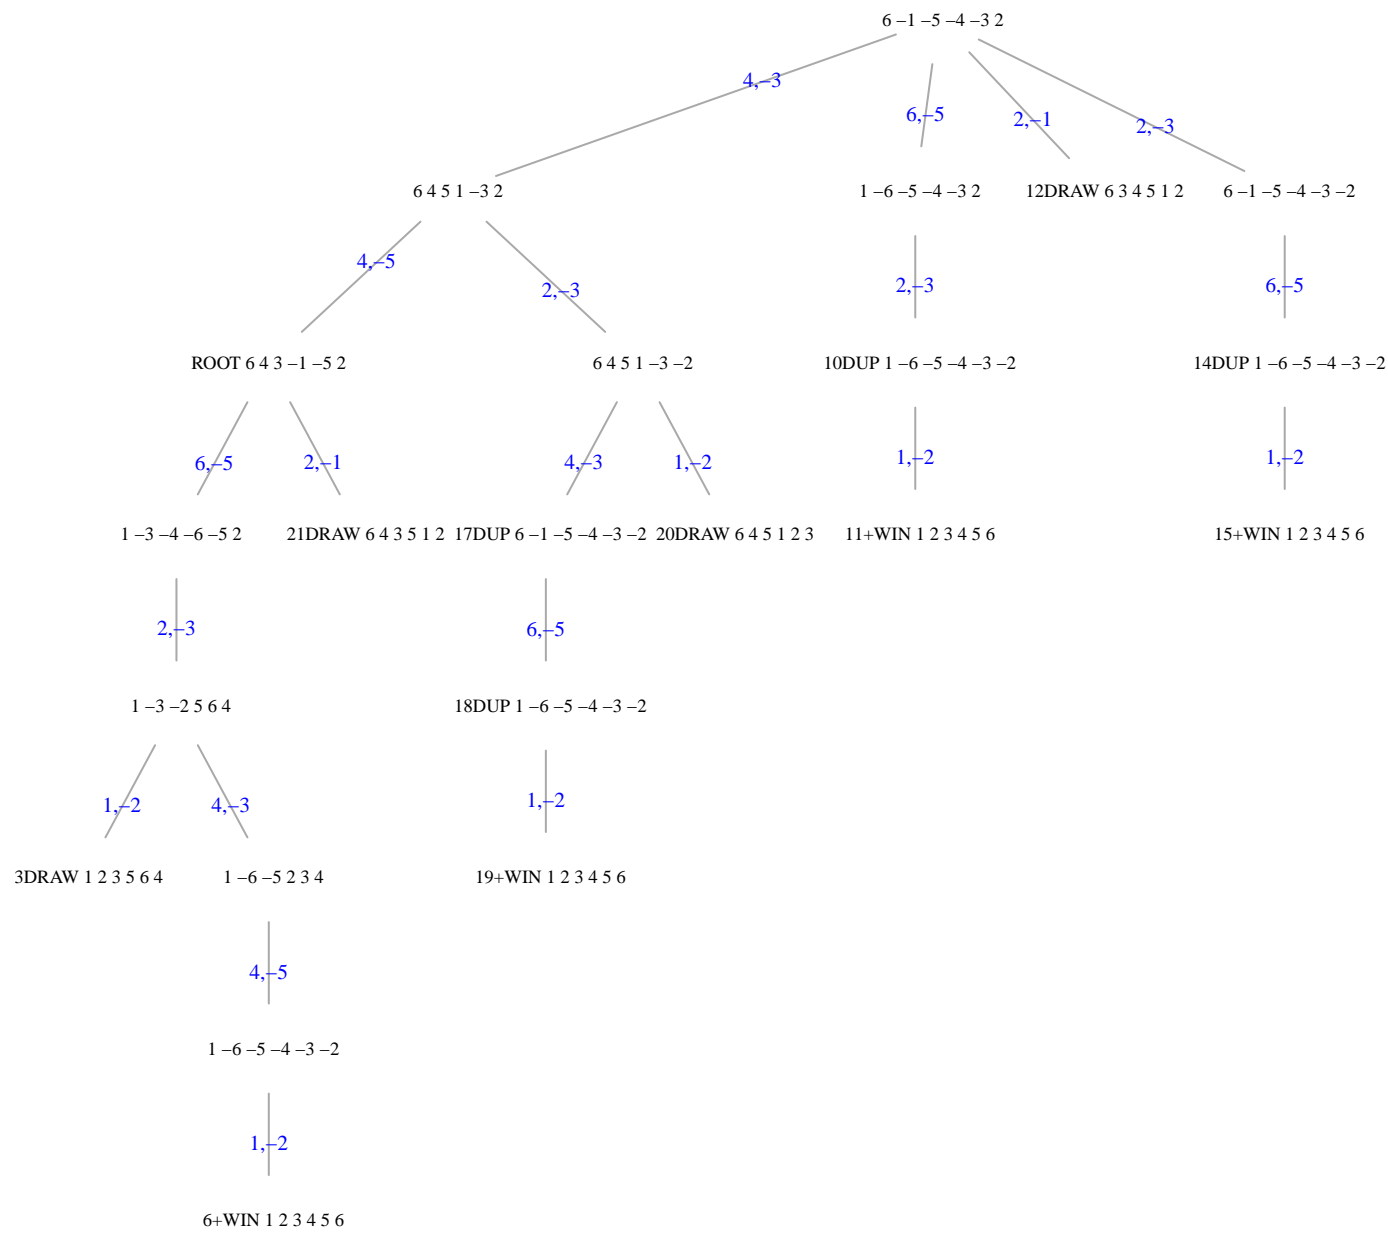 6 –1 –5 –4 –3 2
4,–3
6,–5
2,–1
2,–3
6 4 5 1 –3 2
1 –6 –5 –4 –3 2
12DRAW 6 3 4 5 1 2
6 –1 –5 –4 –3 –2
4,–5
2,–3
2,–3
6,–5
ROOT 6 4 3 –1 –5 2
6 4 5 1 –3 –2
10DUP 1 –6 –5 –4 –3 –2
14DUP 1 –6 –5 –4 –3 –2
6,–5
2,–1
4,–3
1,–2
1,–2
1,–2
1 –3 –4 –6 –5 2
21DRAW 6 4 3 5 1 2
17DUP 6 –1 –5 –4 –3 –2
20DRAW 6 4 5 1 2 3
11+WIN 1 2 3 4 5 6
15+WIN 1 2 3 4 5 6
2,–3
6,–5
1 –3 –2 5 6 4
18DUP 1 –6 –5 –4 –3 –2
1,–2
4,–3
1,–2
3DRAW 1 2 3 5 6 4
1 –6 –5 2 3 4
19+WIN 1 2 3 4 5 6
4,–5
1 –6 –5 –4 –3 –2
1,–2
6+WIN 1 2 3 4 5 6